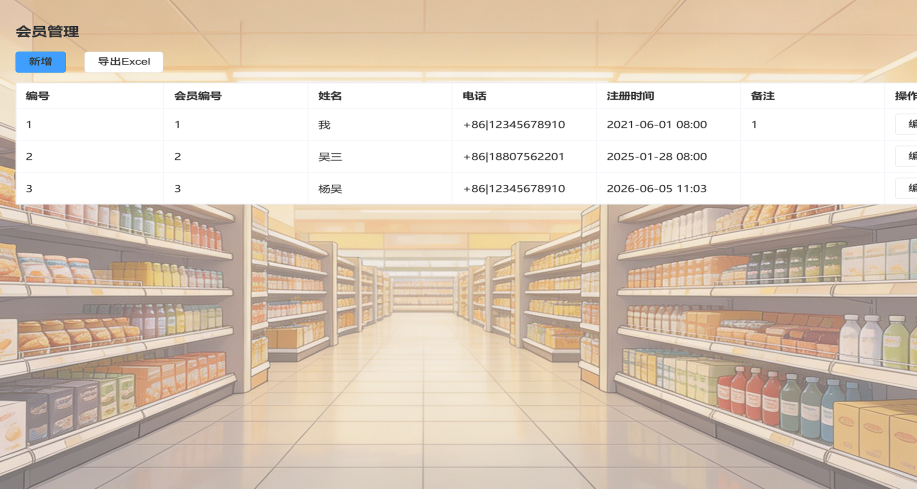 会员管理
新增 导出Excel
编号 会员编号 姓名 电话 注册时间 备注 操作
1 1 我 +86|12345678910 2021-06-01 08:00 1 编
2 2 吴三 +86|18807562201 2025-01-28 08:00 编
3 3 杨吴 +86|12345678910 2026-06-05 11:03 编